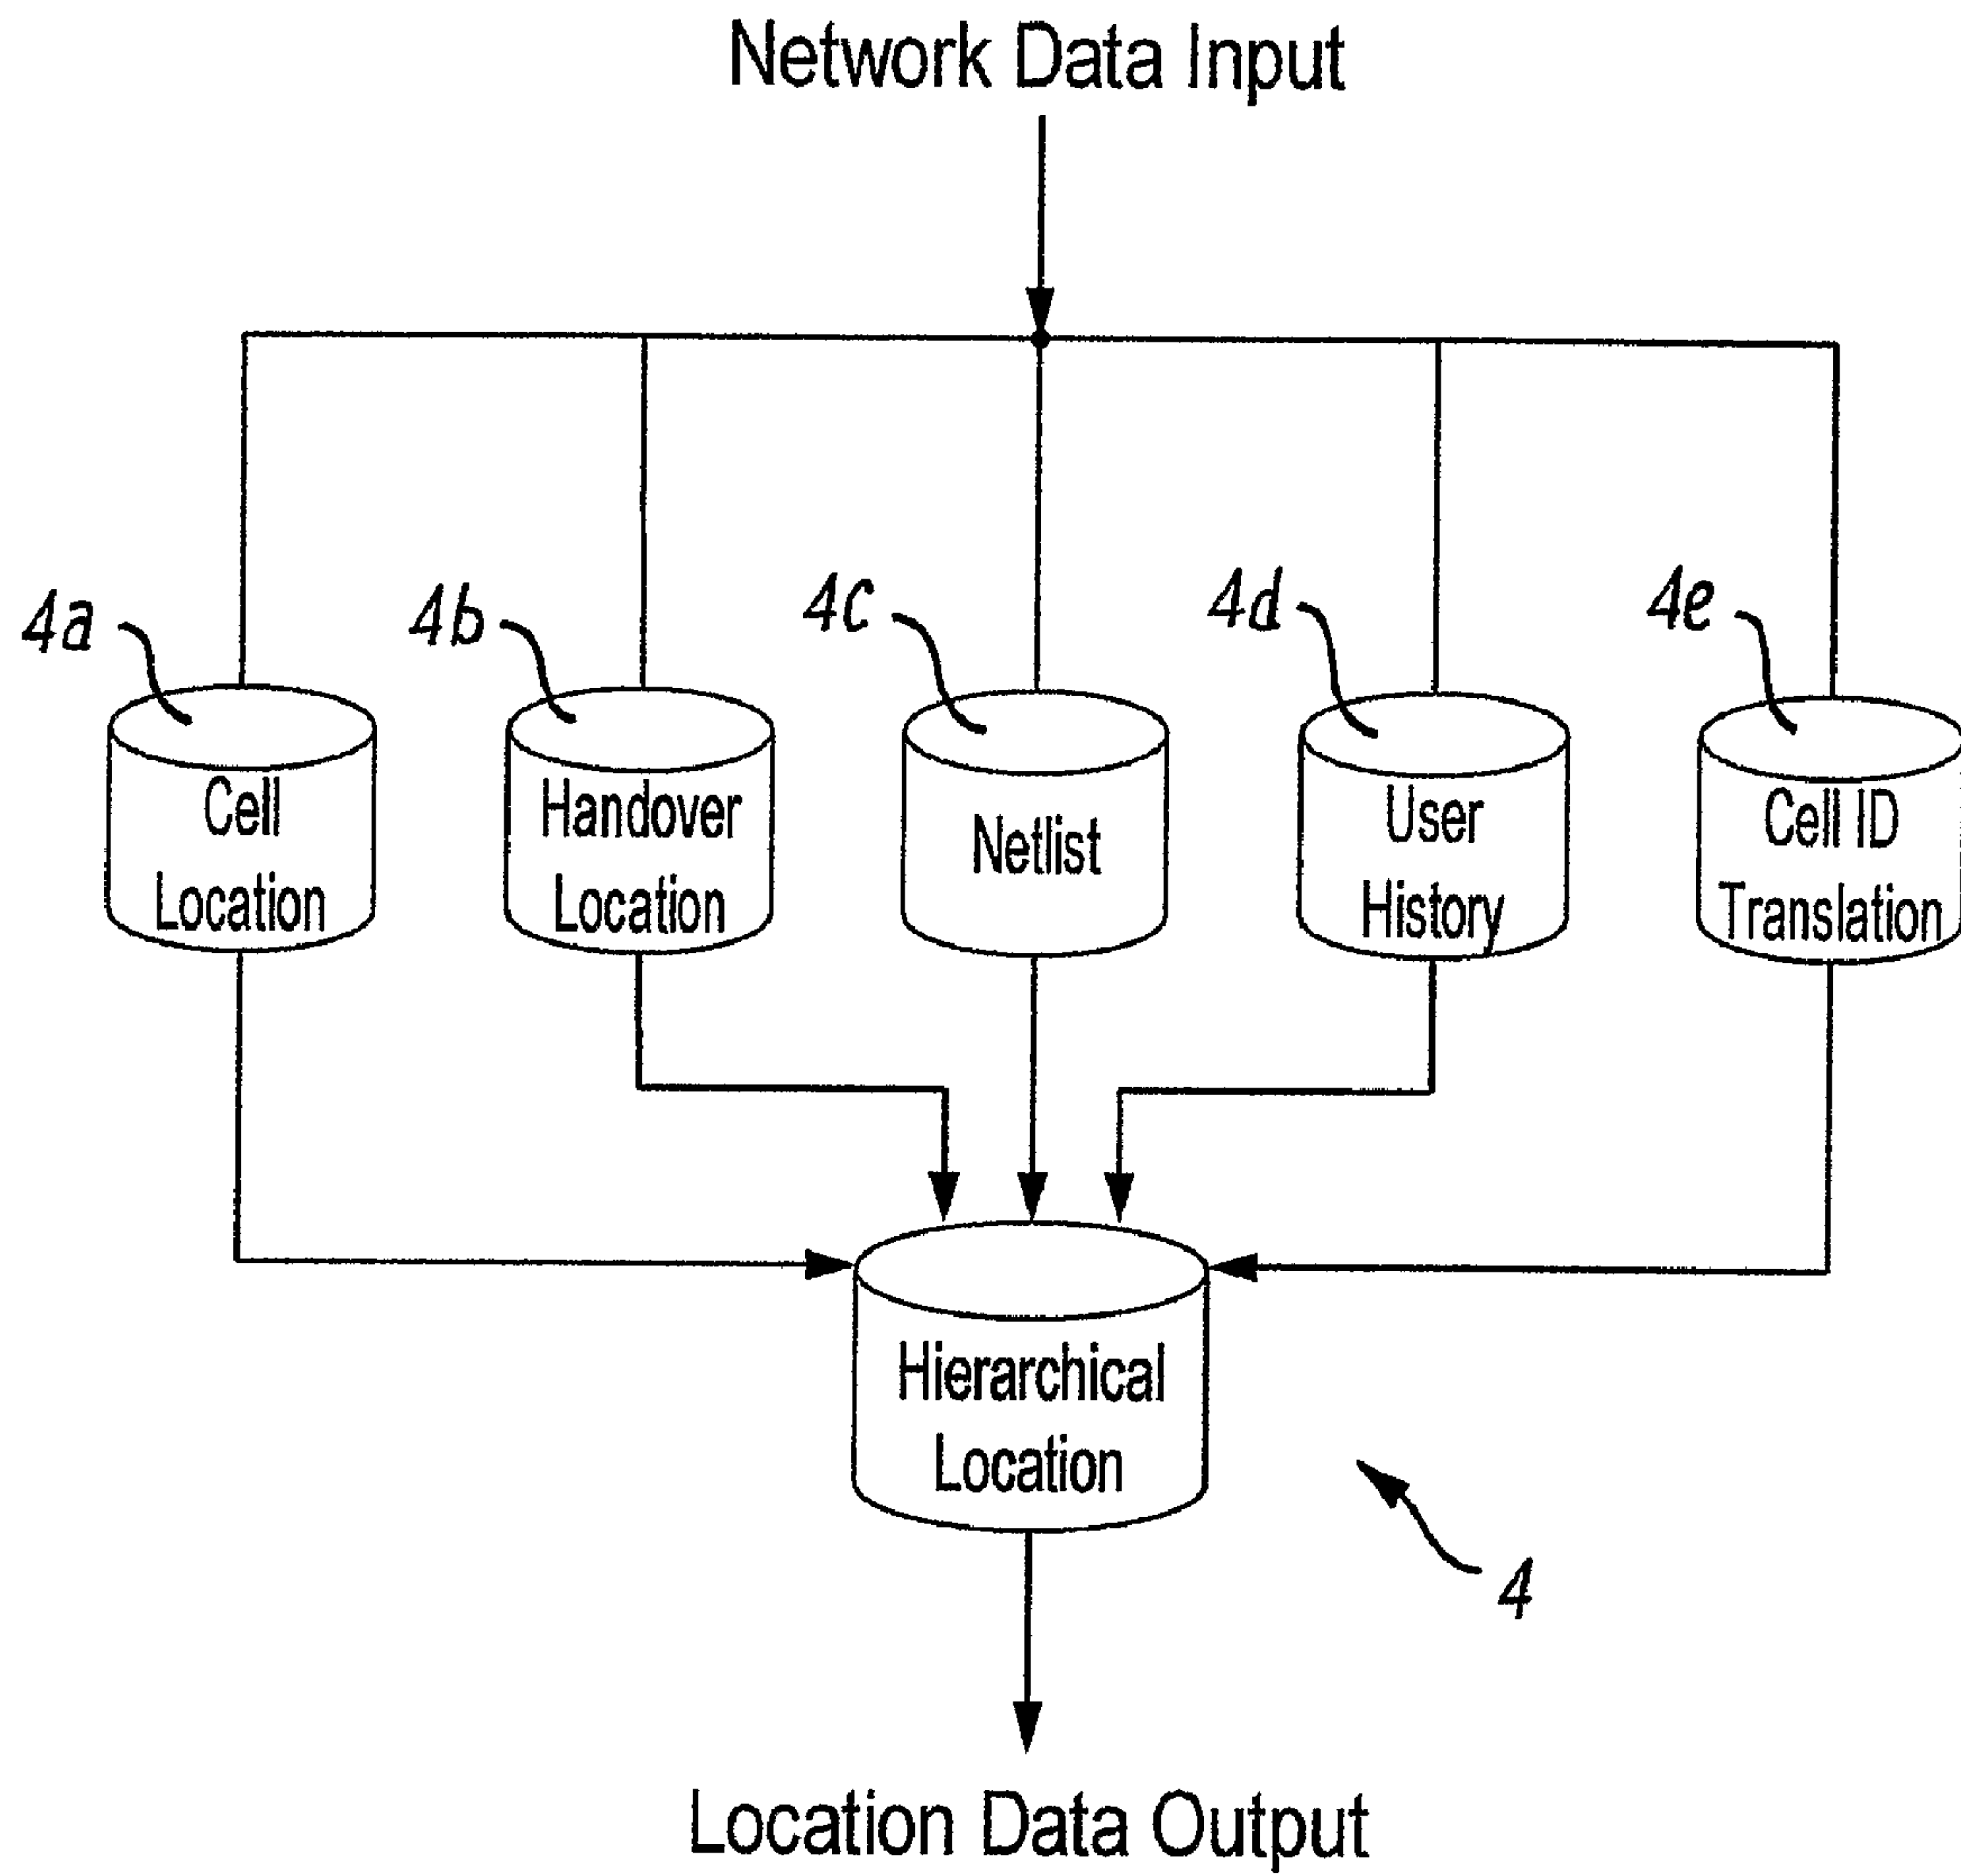 Network Data Input
4a
4b
4c
4d
4e
Cell
Location
Handover
Location
Netlist
User
History
Cell ID
Translation
Hierarchical
Location
4
Location Data Output